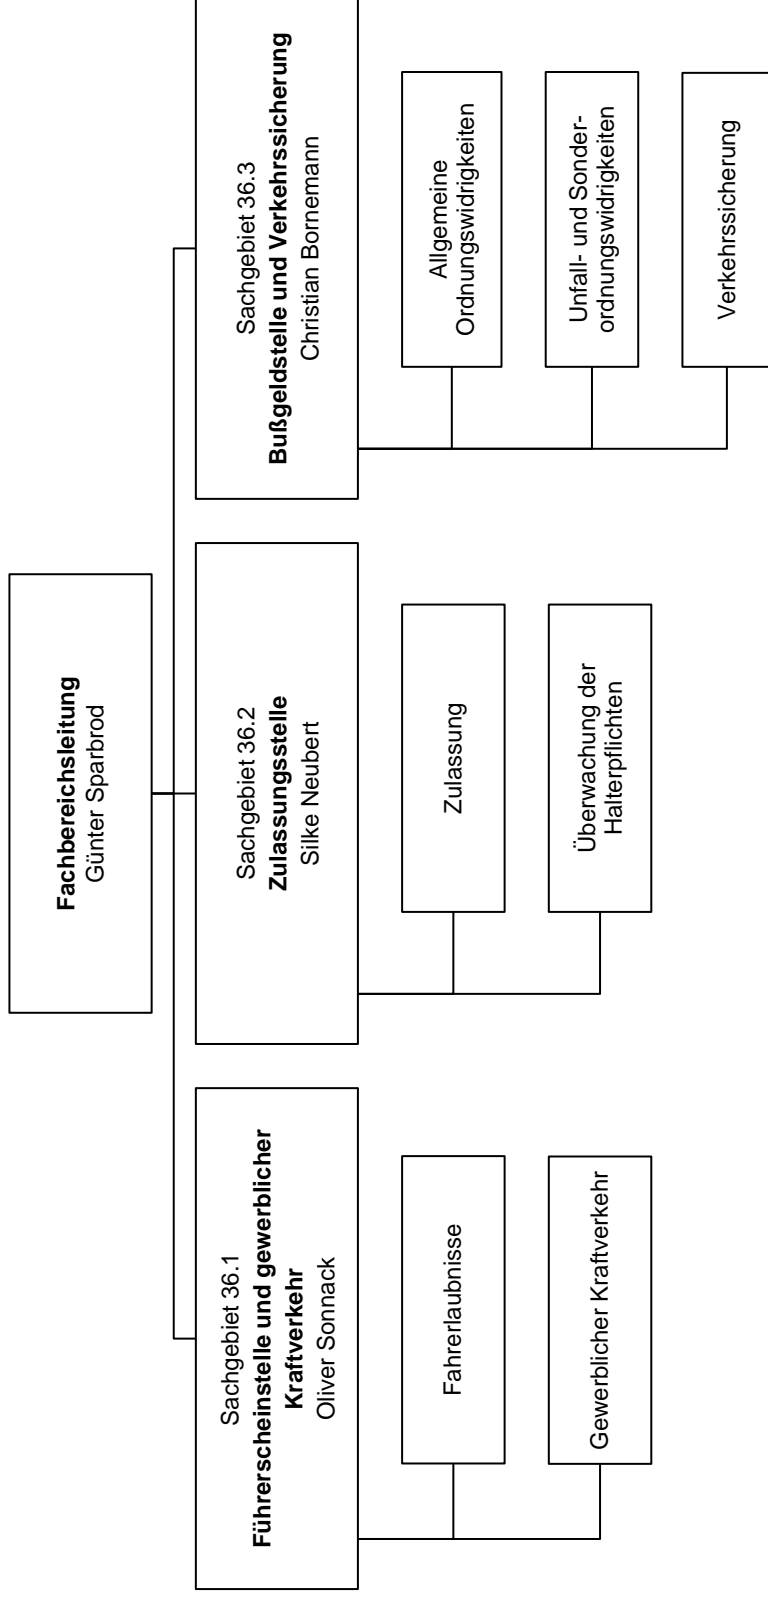 Fachbereichsleitung
Günter Sparbrod
Sachgebiet 36.1
Führerscheinstelle und gewerblicher
Kraftverkehr
Oliver Sonnack
Fahrerlaubnisse
Gewerblicher Kraftverkehr
Sachgebiet 36.2
Zulassungsstelle
Silke Neubert
Zulassung
Überwachung der
Halterpflichten
Sachgebiet 36.3
Bußgeldstelle und Verkehrssicherung
Christian Bornemann
Allgemeine
Ordnungswidrigkeiten
Unfall- und Sonder-
ordnungswidrigkeiten
Verkehrssicherung